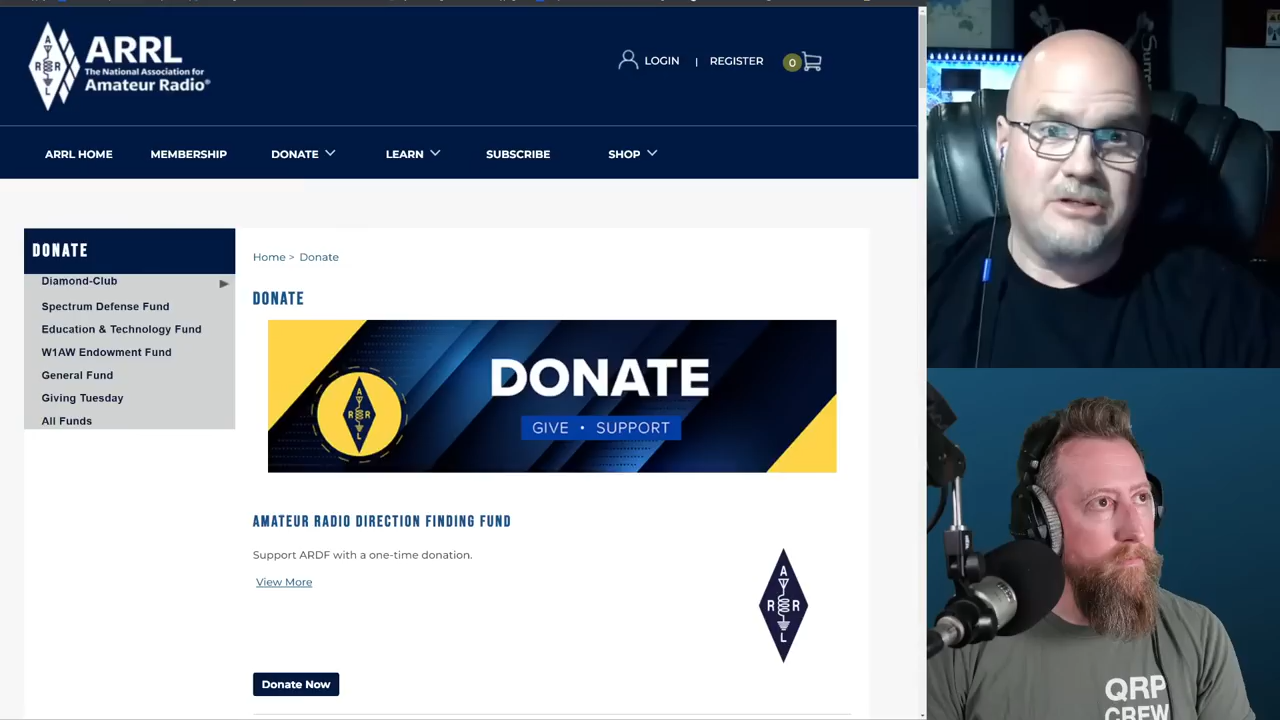 ARRL
The National Association for
Amateur Radio®
LOGIN | REGISTER 0
ARRL HOME MEMBERSHIP DONATE LEARN SUBSCRIBE SHOP
DONATE
Diamond-Club
Spectrum Defense Fund
Education & Technology Fund
W1AW Endowment Fund
General Fund
Giving Tuesday
All Funds
Home > Donate
DONATE
DONATE
GIVE • SUPPORT
AMATEUR RADIO DIRECTION FINDING FUND
Support ARDF with a one-time donation.
View More
A
R R
L
Donate Now
QRP
CREW